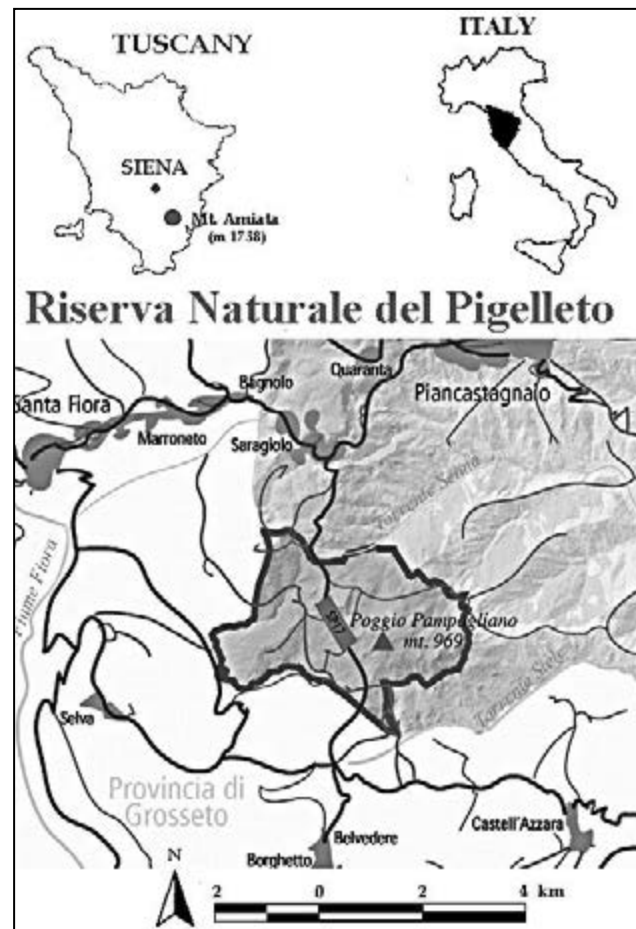 TUSCANY
ITALY
SIENA
Mt. Amiata
(m 1738)
Riserva Naturale del Pigelleto
Quaranta
Bagnolo
Santa Fiora
Piancastagnaio
Marroneto
Saragiolo
Torrente Senna
Fiume Fiora
Poggio Pampagliano
mt. 969
Torrente Siele
Selva
Provincia di
Grosseto
Castell'Azzara
Belvedere
Borghetto
N
2 0 2 4 km